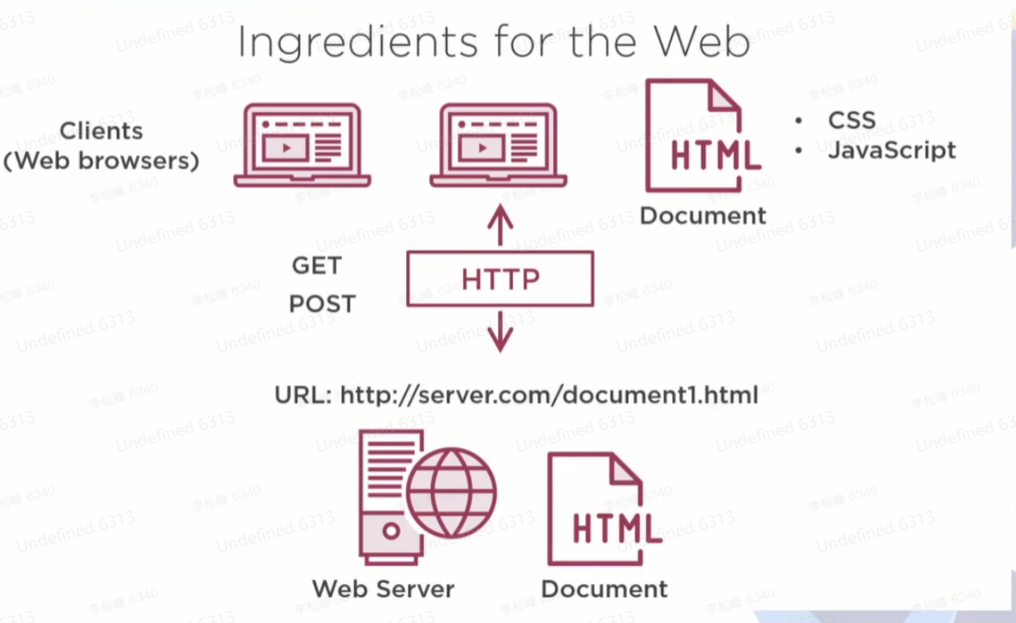 Ingredients for the Web
Clients
(Web browsers)
HTML
Document
• CSS
• JavaScript
GET
POST
HTTP
URL: http://server.com/document1.html
Web Server
HTML
Document
Undefined 6313
李松峰 6340